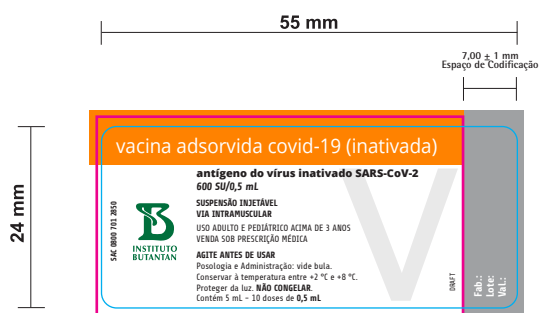 55 mm
7,00 ± 1 mm
Espaço de Codificação
24 mm
vacina adsorvida covid-19 (inativada)
antígeno do vírus inativado SARS-CoV-2
600 SU/0,5 mL
SUSPENSÃO INJETÁVEL
VIA INTRAMUSCULAR
USO ADULTO E PEDIÁTRICO ACIMA DE 3 ANOS
VENDA SOB PRESCRIÇÃO MÉDICA
AGITE ANTES DE USAR
Posologia e Administração: vide bula.
Conservar à temperatura entre +2 °C e +8 °C.
Proteger da luz. NÃO CONGELAR.
Contém 5 mL - 10 doses de 0,5 mL
SAC 0800 701 2850
INSTITUTO
BUTANTAN
V
DRAFT
Fab.:
Lote:
Val.: